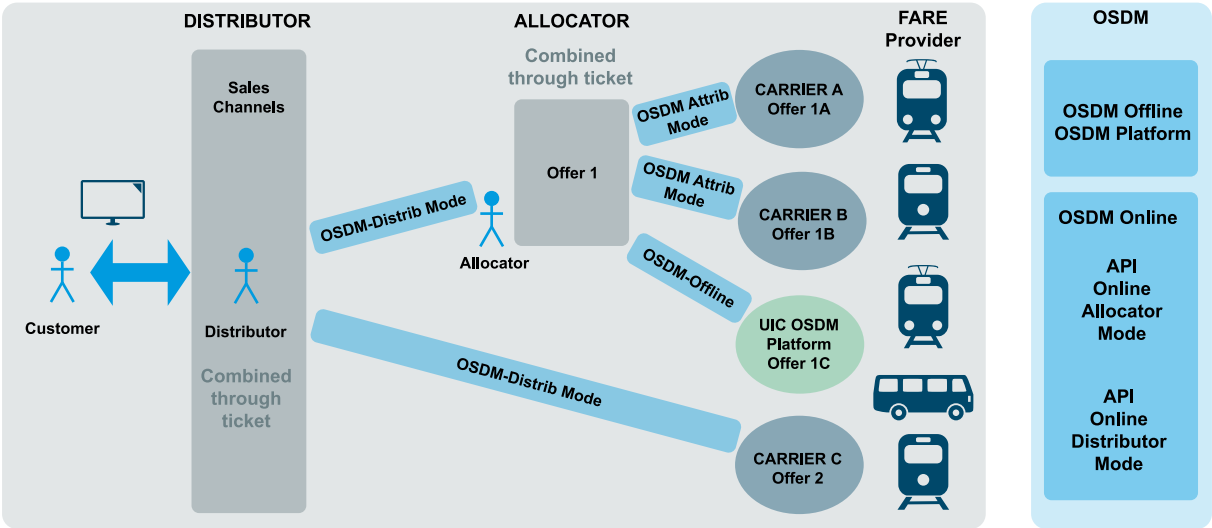 DISTRIBUTOR
ALLOCATOR
FARE
Provider
OSDM
Sales
Channels
Combined
through ticket
OSDM Attrib
Mode
CARRIER A
Offer 1A
OSDM Offline
OSDM Platform
Offer 1
OSDM Attrib
Mode
CARRIER B
Offer 1B
OSDM-Distrib Mode
Allocator
OSDM-Offline
OSDM Online
API
Online
Allocator
Mode
Customer
Distributor
UIC OSDM
Platform
Offer 1C
Combined
through
ticket
OSDM-Distrib Mode
API
Online
Distributor
Mode
CARRIER C
Offer 2